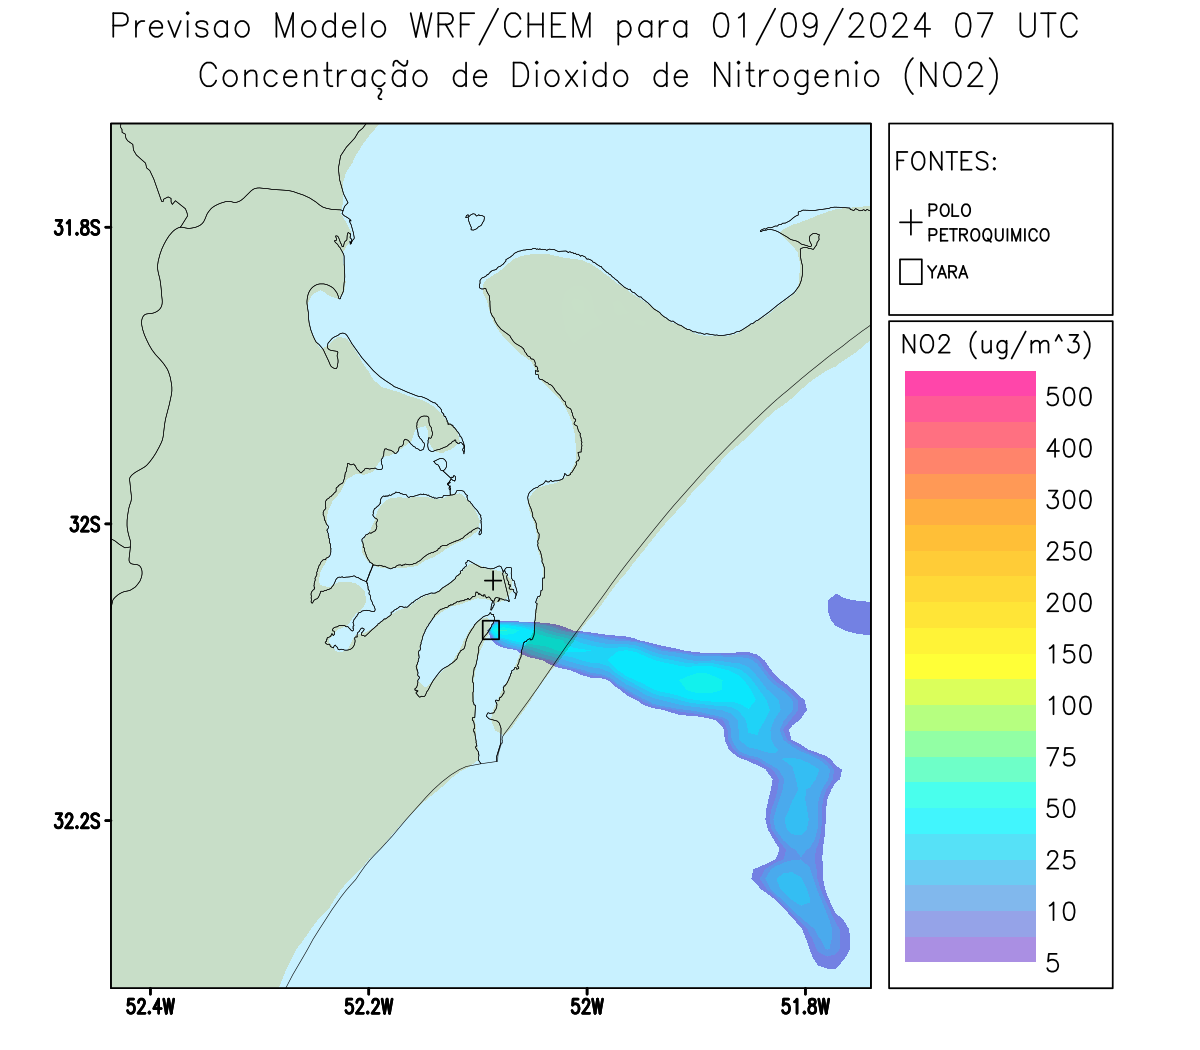 Previsao Modelo WRF/CHEM para 01/09/2024 07 UTC
Concentração de Dioxido de Nitrogenio (NO2)
FONTES:
POLO
PETROQUIMICO
YARA
31.8S
32S
32.2S
52.4W
52.2W
52W
51.8W
NO2 (ug/m^3)
500
400
300
250
200
150
100
75
50
25
10
5